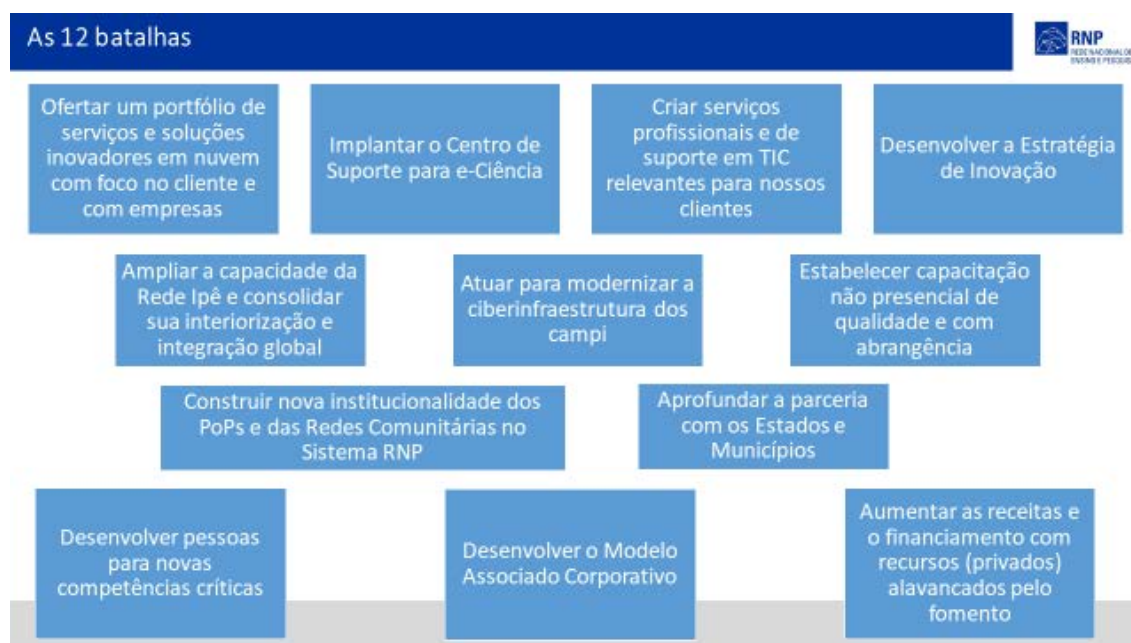 As 12 batalhas
RNP
REDE NACIONAL DE
ENSINO E PESQUISA
Ofertar um portfólio de
serviços e soluções
inovadores em nuvem
com foco no cliente e
com empresas
Implantar o Centro de
Suporte para e-Ciência
Criar serviços
profissionais e de
suporte em TIC
relevantes para nossos
clientes
Desenvolver a Estratégia
de Inovação
Ampliar a capacidade da
Rede Ipê e consolidar
sua interiorização e
integração global
Atuar para modernizar a
ciberinfraestrutura dos
campi
Estabelecer capacitação
não presencial de
qualidade e com
abrangência
Construir nova institucionalidade dos
PoPs e das Redes Comunitárias no
Sistema RNP
Aprofundar a parceria
com os Estados e
Municípios
Desenvolver pessoas
para novas
competências críticas
Desenvolver o Modelo
Associado Corporativo
Aumentar as receitas e
o financiamento com
recursos (privados)
alavancados pelo
fomento